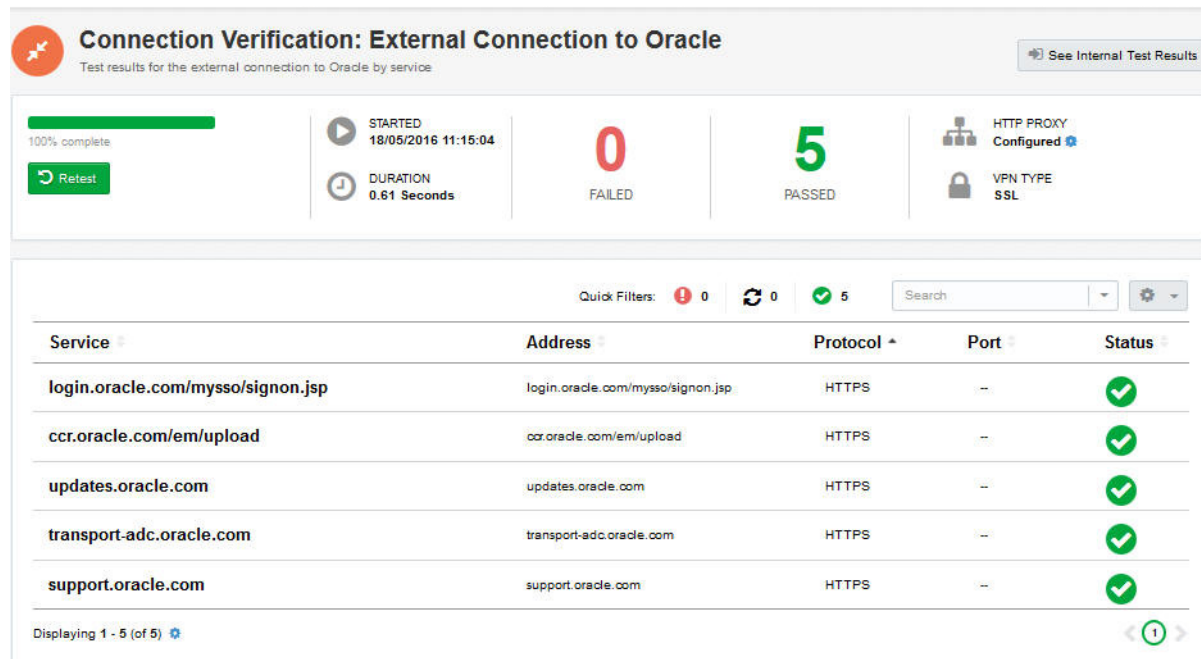 Connection Verification: External Connection to Oracle
Test results for the external connection to Oracle by service
See Internal Test Results
100% complete
Retest
STARTED
18/05/2016 11:15:04
DURATION
0.61 Seconds
0
FAILED
5
PASSED
HTTP PROXY
Configured
VPN TYPE
SSL
Quick Filters: 0 0 5 Search
Service Address Protocol Port Status
login.oracle.com/mysso/signon.jsp login.oracle.com/mysso/signon.jsp HTTPS --
ccr.oracle.com/em/upload ccr.oracle.com/em/upload HTTPS --
updates.oracle.com updates.oracle.com HTTPS --
transport-adc.oracle.com transport-adc.oracle.com HTTPS --
support.oracle.com support.oracle.com HTTPS --
Displaying 1 - 5 (of 5) 1